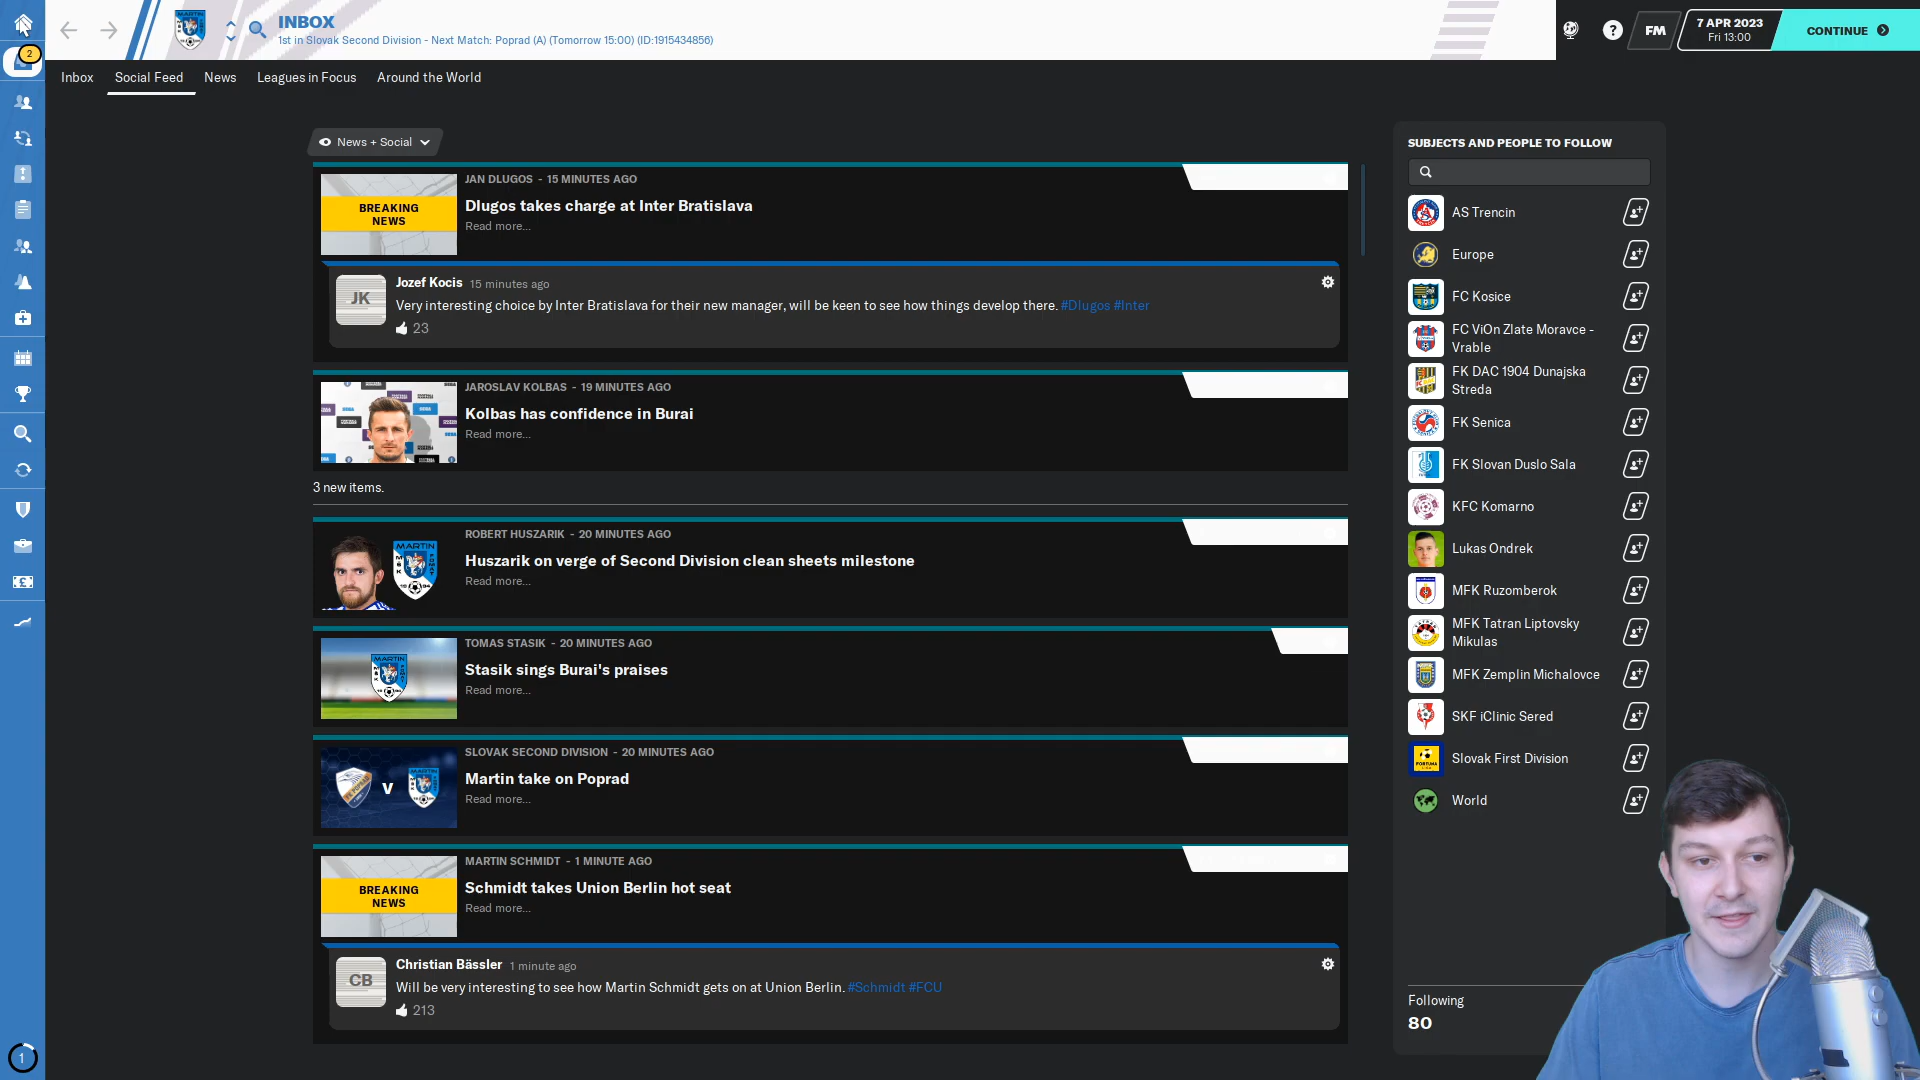 INBOX
1st in Slovak Second Division - Next Match: Poprad (A) (Tomorrow 15:00) (ID:1915434856)
FM
7 APR 2023
Fri 13:00
CONTINUE
2
Inbox
Social Feed
News
Leagues in Focus
Around the World
News + Social
JAN DLUGOS - 15 MINUTES AGO
Dlugos takes charge at Inter Bratislava
Read more...
BREAKING
NEWS
JK
Jozef Kocis 15 minutes ago
Very interesting choice by Inter Bratislava for their new manager, will be keen to see how things develop there. #Dlugos #Inter
23
JAROSLAV KOLBAS - 19 MINUTES AGO
Kolbas has confidence in Burai
Read more...
3 new items.
ROBERT HUSZARIK - 20 MINUTES AGO
Huszarik on verge of Second Division clean sheets milestone
Read more...
MARTIN
TOMAS STASIK - 20 MINUTES AGO
Stasik sings Burai's praises
Read more...
MARTIN
SLOVAK SECOND DIVISION - 20 MINUTES AGO
Martin take on Poprad
Read more...
V
MARTIN SCHMIDT - 1 MINUTE AGO
Schmidt takes Union Berlin hot seat
Read more...
BREAKING
NEWS
CB
Christian Bässler 1 minute ago
Will be very interesting to see how Martin Schmidt gets on at Union Berlin. #Schmidt #FCU
213
SUBJECTS AND PEOPLE TO FOLLOW
AS Trencin
Europe
FC Kosice
FC ViOn Zlate Moravce -
Vrable
FK DAC 1904 Dunajska
Streda
FK Senica
FK Slovan Duslo Sala
KFC Komarno
Lukas Ondrek
MFK Ruzomberok
MFK Tatran Liptovsky
Mikulas
MFK Zemplin Michalovce
SKF iClinic Sered
Slovak First Division
World
Following
80
1